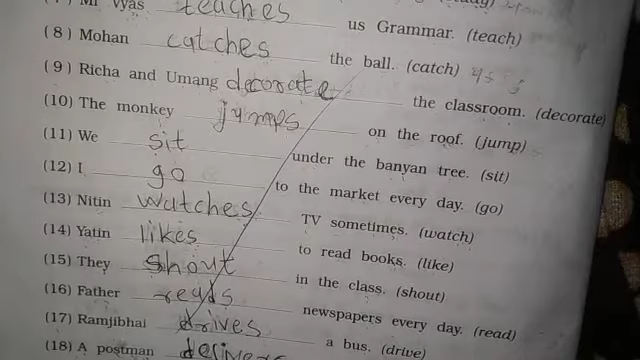 Mr Vyas teaches us Grammar. (teach)
(8) Mohan catches the ball. (catch)
(9) Richa and Umang decorate the classroom. (decorate)
(10) The monkey jumps on the roof. (jump)
(11) We sit under the banyan tree. (sit)
(12) I go to the market every day. (go)
(13) Nitin watches TV sometimes. (watch)
(14) Yatin likes to read books. (like)
(15) They shout in the class. (shout)
(16) Father reads newspapers every day. (read)
(17) Ramjibhai drives a bus. (drive)
(18) A postman